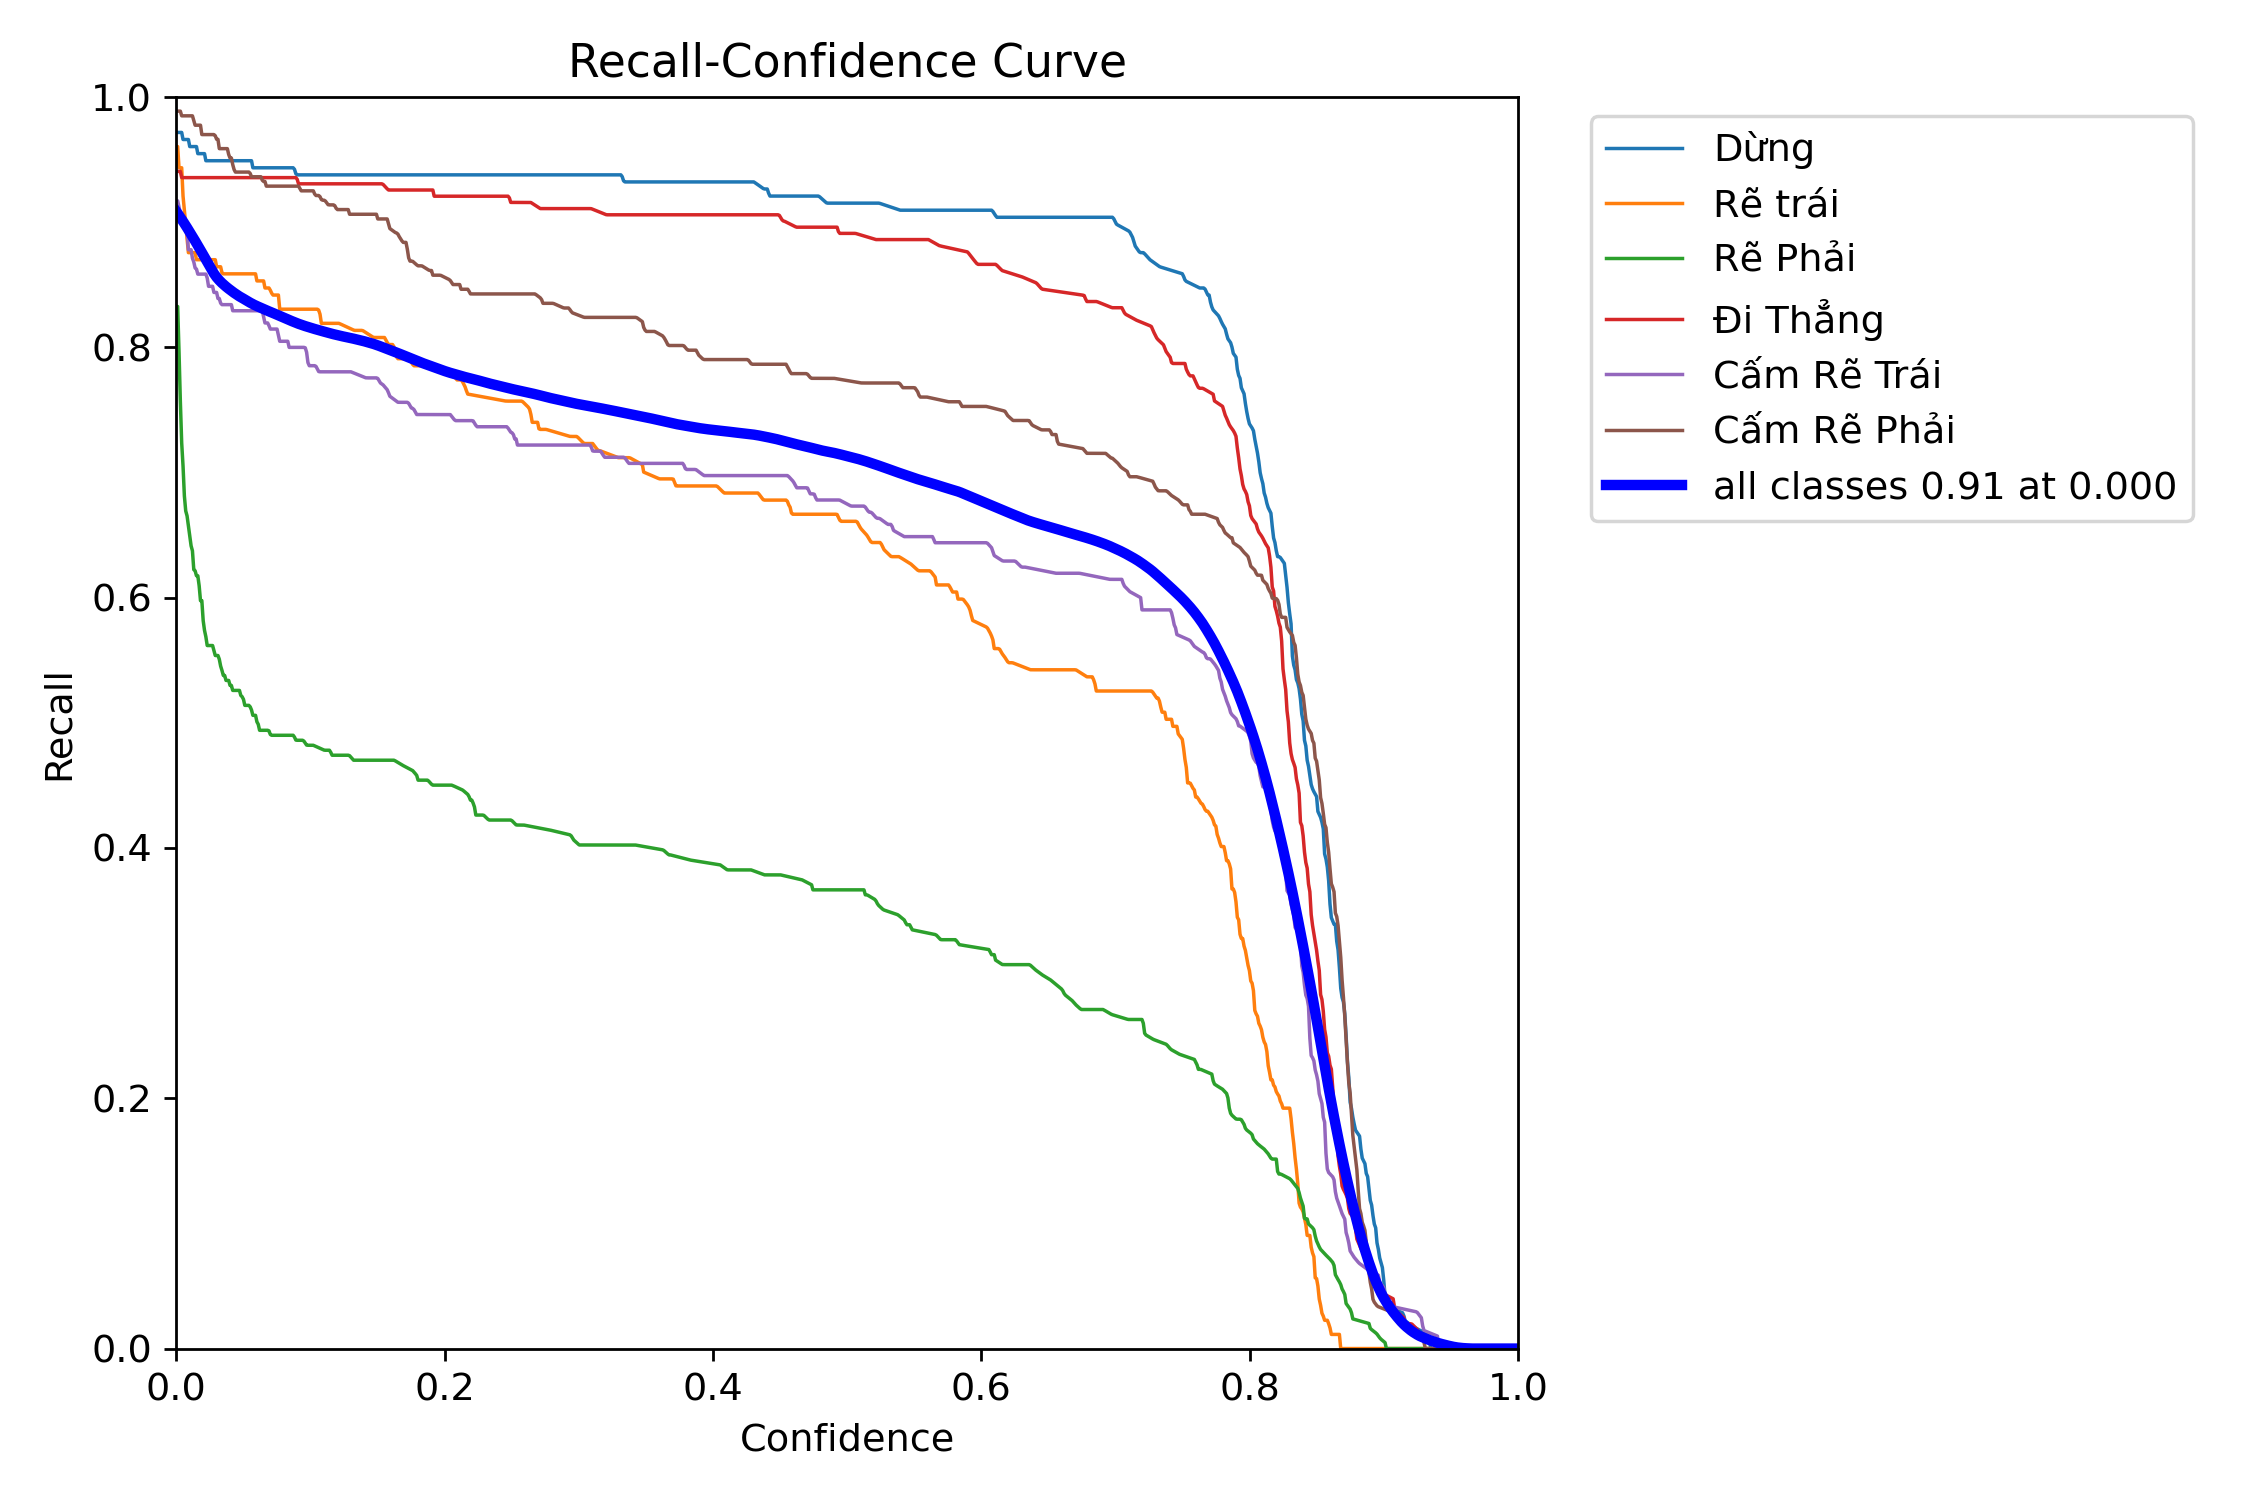 Recall-Confidence Curve
1.0
0.8
0.6
0.4
0.2
0.0
Recall
0.0 0.2 0.4 0.6 0.8 1.0
Confidence
Dừng
Rẽ trái
Rẽ Phải
Đi Thẳng
Cấm Rẽ Trái
Cấm Rẽ Phải
all classes 0.91 at 0.000